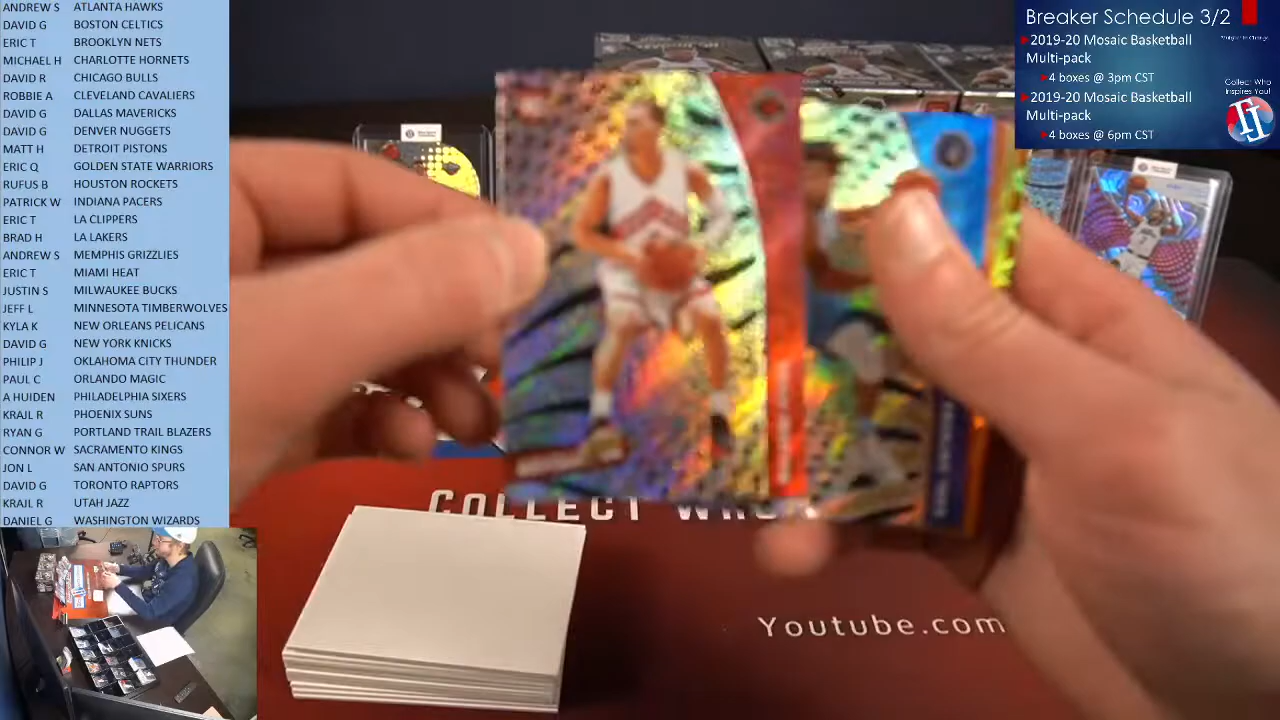 ANDREW S ATLANTA HAWKS
DAVID G BOSTON CELTICS
ERIC T BROOKLYN NETS
MICHAEL H CHARLOTTE HORNETS
DAVID R CHICAGO BULLS
ROBBIE A CLEVELAND CAVALIERS
DAVID G DALLAS MAVERICKS
DAVID G DENVER NUGGETS
MATT H DETROIT PISTONS
ERIC Q GOLDEN STATE WARRIORS
RUFUS B HOUSTON ROCKETS
PATRICK W INDIANA PACERS
ERIC T LA CLIPPERS
BRAD H LA LAKERS
ANDREW S MEMPHIS GRIZZLIES
ERIC T MIAMI HEAT
JUSTIN S MILWAUKEE BUCKS
JEFF L MINNESOTA TIMBERWOLVES
KYLA K NEW ORLEANS PELICANS
DAVID G NEW YORK KNICKS
PHILIP J OKLAHOMA CITY THUNDER
PAUL C ORLANDO MAGIC
A HUIDEN PHILADELPHIA SIXERS
KRAJL R PHOENIX SUNS
RYAN G PORTLAND TRAIL BLAZERS
CONNOR W SACRAMENTO KINGS
JON L SAN ANTONIO SPURS
DAVID G TORONTO RAPTORS
KRAJL R UTAH JAZZ
DANIEL G WASHINGTON WIZARDS
Breaker Schedule 3/2
2019-20 Mosaic Basketball
Multi-pack
4 boxes @ 3pm CST
2019-20 Mosaic Basketball
Multi-pack
4 boxes @ 6pm CST
Collect Who
Inspires You!
COLLECT
Youtube.com